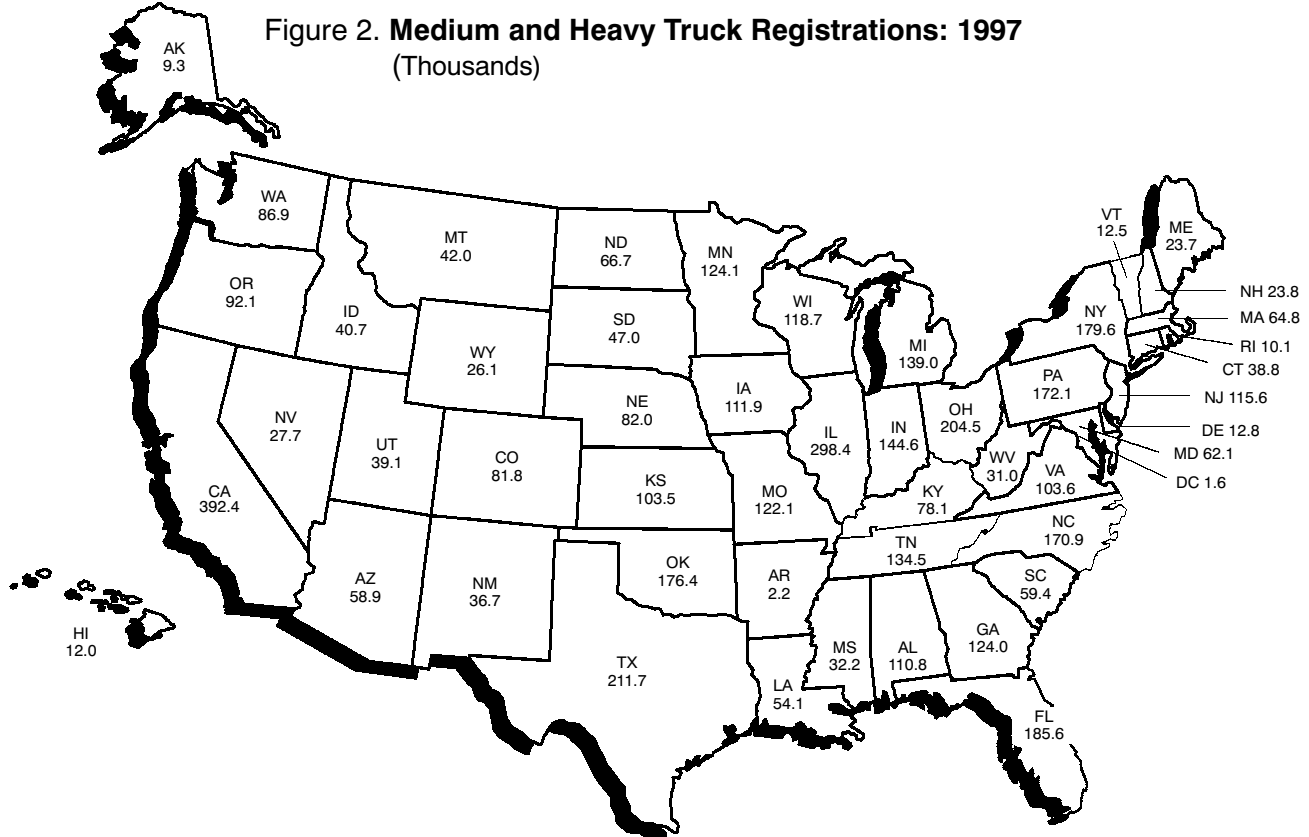 Figure 2. Medium and Heavy Truck Registrations: 1997
(Thousands)
AK
9.3
WA
86.9
MT
42.0
ND
66.7
MN
124.1
VT
12.5
ME
23.7
OR
92.1
ID
40.7
SD
47.0
WI
118.7
MI
139.0
NY
179.6
NH 23.8
MA 64.8
RI 10.1
CT 38.8
WY
26.1
NE
82.0
IA
111.9
PA
172.1
NJ 115.6
DE 12.8
MD 62.1
DC 1.6
NV
27.7
UT
39.1
CO
81.8
KS
103.5
MO
122.1
IL
298.4
IN
144.6
OH
204.5
WV
31.0
VA
103.6
KY
78.1
CA
392.4
AZ
58.9
NM
36.7
OK
176.4
AR
2.2
TN
134.5
NC
170.9
SC
59.4
HI
12.0
TX
211.7
LA
54.1
MS
32.2
AL
110.8
GA
124.0
FL
185.6